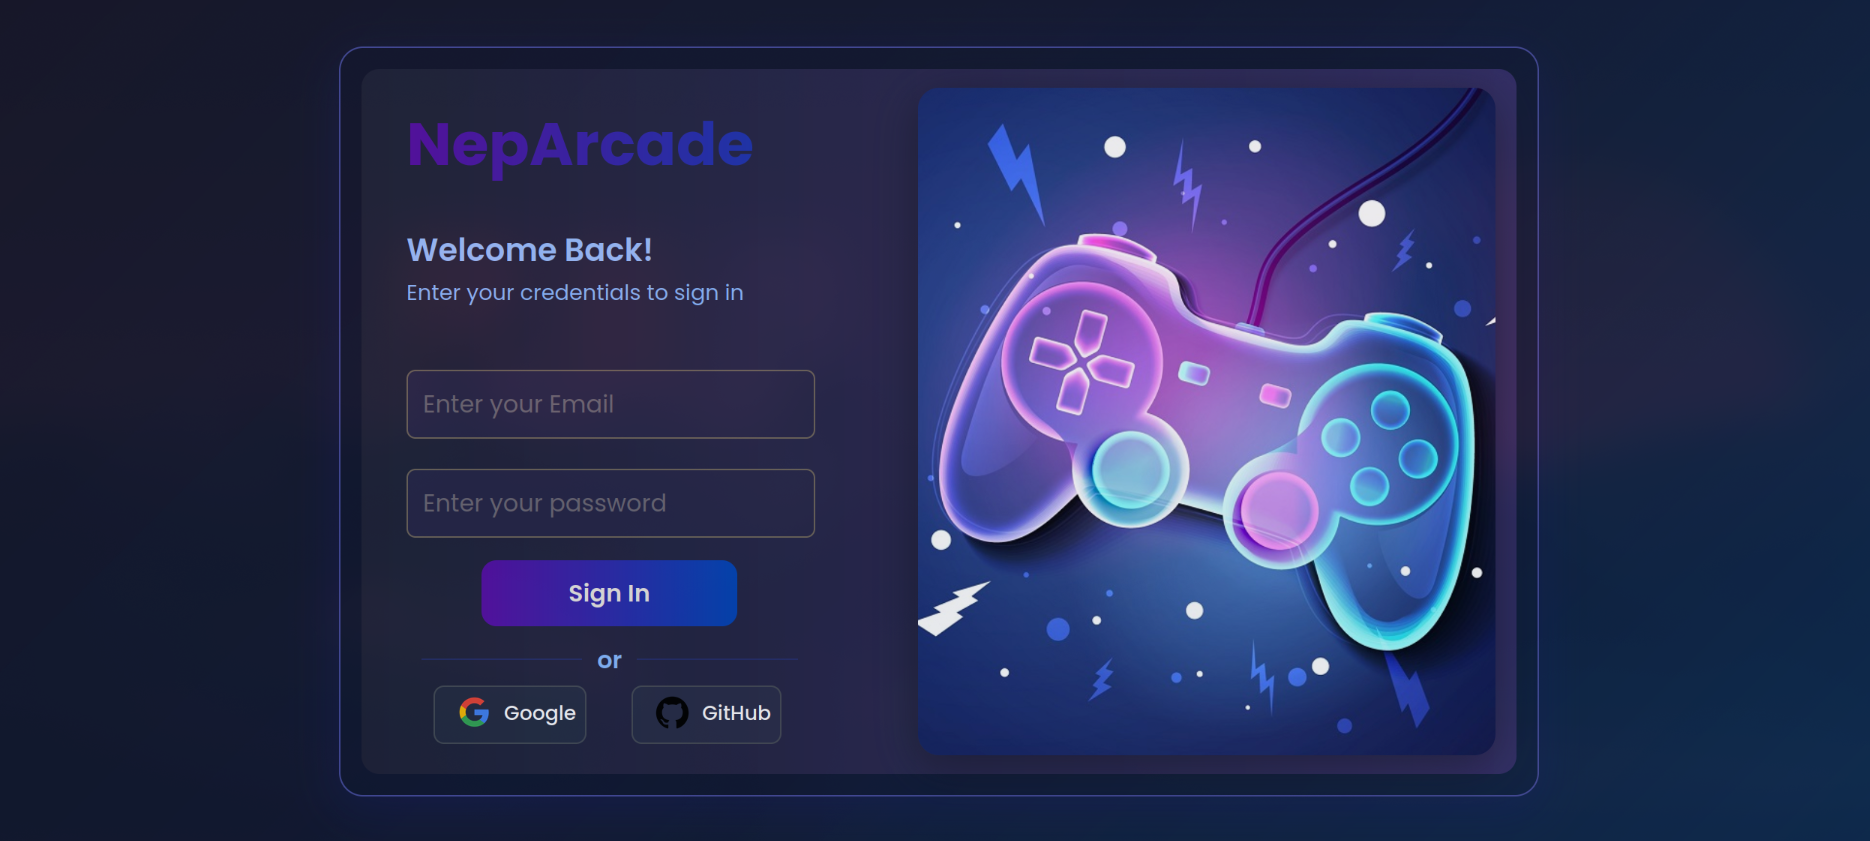 NepArcade
Welcome Back!
Enter your credentials to sign in
Enter your Email
Enter your password
Sign In
or
Google
GitHub